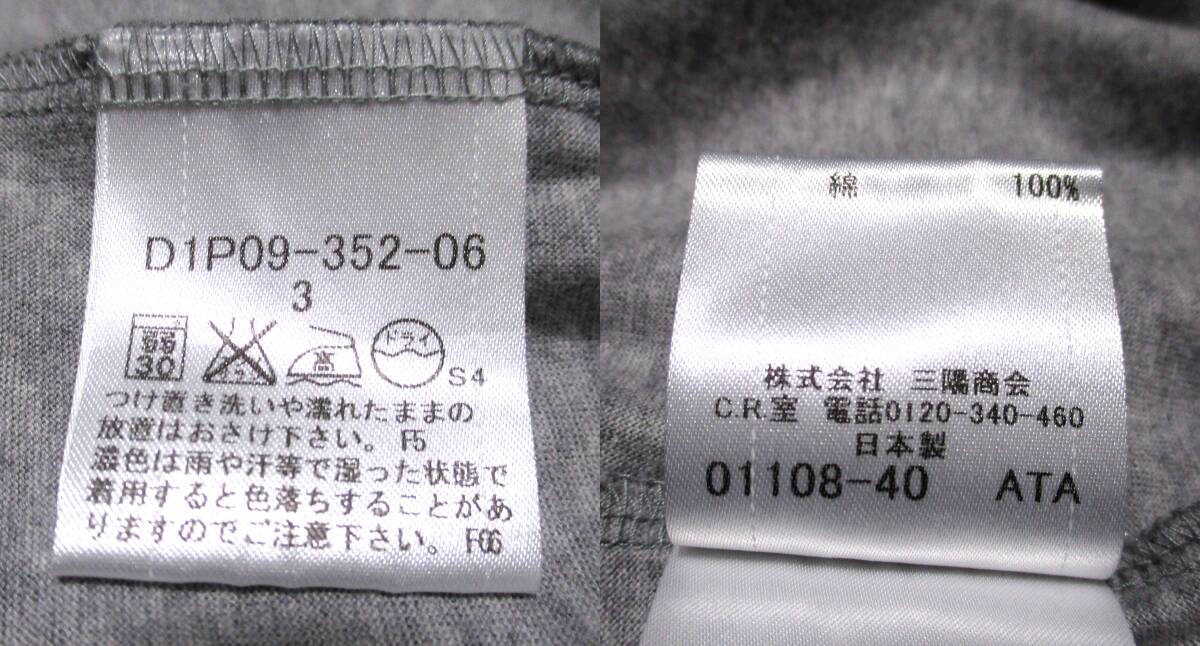 D1P09-352-06
3
弱
30
高
ドライ
S4
つけ置き洗いや濡れたままの
放置はおさけ下さい。 F5
濃色は雨や汗等で湿った状態で
着用すると色落ちすることがあ
りますのでご注意下さい。 F66
綿 100%
株式会社 三陽商会
C.R.室 電話0120-340-460
日本製
01108-40 ATA